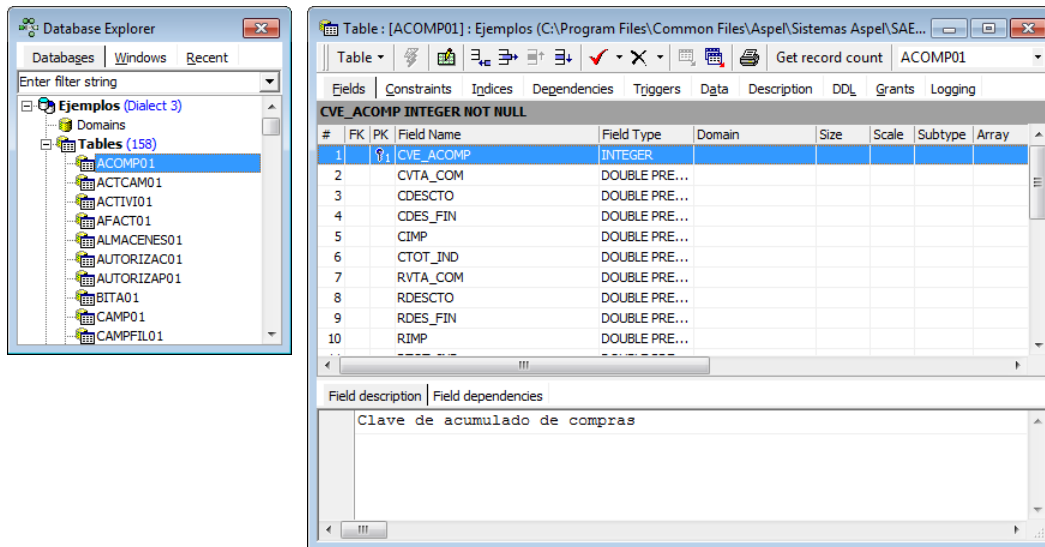 Database Explorer
Databases Windows Recent
Enter filter string
Ejemplos (Dialect 3)
Domains
Tables (158)
ACOMP01
ACTCAM01
ACTIVI01
AFACT01
ALMACENES01
AUTORIZAC01
AUTORIZAP01
BITA01
CAMP01
CAMPFIL01
Table : [ACOMP01] : Ejemplos (C:\Program Files\Common Files\Aspel\Sistemas Aspel\SAE...
Table Get record count ACOMP01
Fields Constraints Indices Dependencies Triggers Data Description DDL Grants Logging
CVE_ACOMP INTEGER NOT NULL
# FK PK Field Name Field Type Domain Size Scale Subtype Array
1 1 CVE_ACOMP INTEGER
2 CVTA_COM DOUBLE PRE...
3 CDESCTO DOUBLE PRE...
4 CDES_FIN DOUBLE PRE...
5 CIMP DOUBLE PRE...
6 CTOT_IND DOUBLE PRE...
7 RVTA_COM DOUBLE PRE...
8 RDESCTO DOUBLE PRE...
9 RDES_FIN DOUBLE PRE...
10 RIMP DOUBLE PRE...
Field description Field dependencies
Clave de acumulado de compras